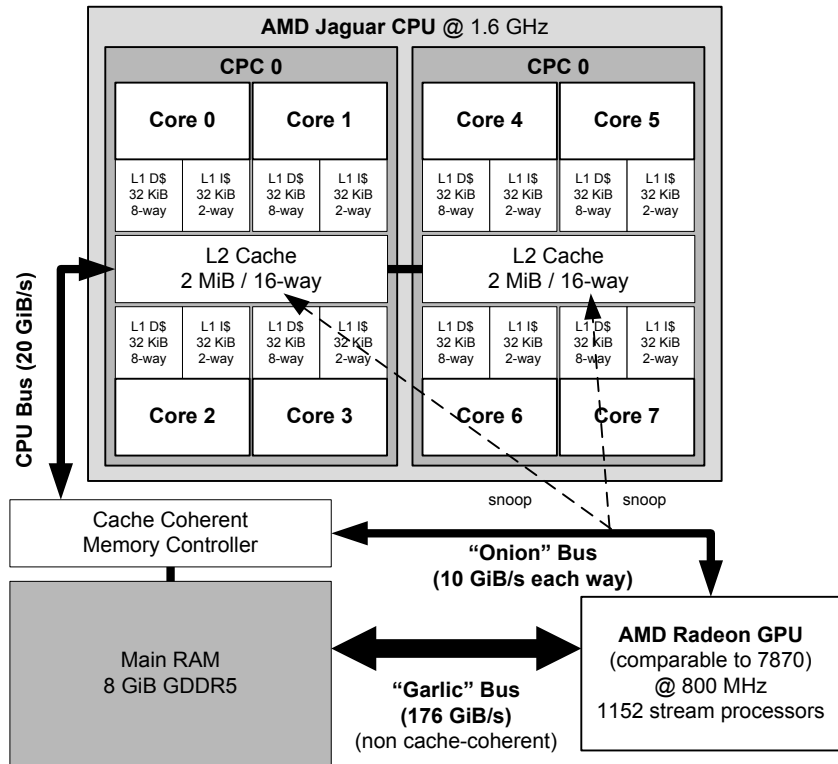 AMD Jaguar CPU @ 1.6 GHz
CPC 0
CPC 0
Core 0
Core 1
Core 4
Core 5
L1 D$
32 KiB
8-way
L1 I$
32 KiB
2-way
L1 D$
32 KiB
8-way
L1 I$
32 KiB
2-way
L1 D$
32 KiB
8-way
L1 I$
32 KiB
2-way
L1 D$
32 KiB
8-way
L1 I$
32 KiB
2-way
L2 Cache
2 MiB / 16-way
L2 Cache
2 MiB / 16-way
L1 D$
32 KiB
8-way
L1 I$
32 KiB
2-way
L1 D$
32 KiB
8-way
L1 I$
32 KiB
2-way
L1 D$
32 KiB
8-way
L1 I$
32 KiB
2-way
L1 D$
32 KiB
8-way
L1 I$
32 KiB
2-way
Core 2
Core 3
Core 6
Core 7
CPU Bus (20 GiB/s)
snoop
snoop
Cache Coherent
Memory Controller
“Onion” Bus
(10 GiB/s each way)
Main RAM
8 GiB GDDR5
“Garlic” Bus
(176 GiB/s)
(non cache-coherent)
AMD Radeon GPU
(comparable to 7870)
@ 800 MHz
1152 stream processors